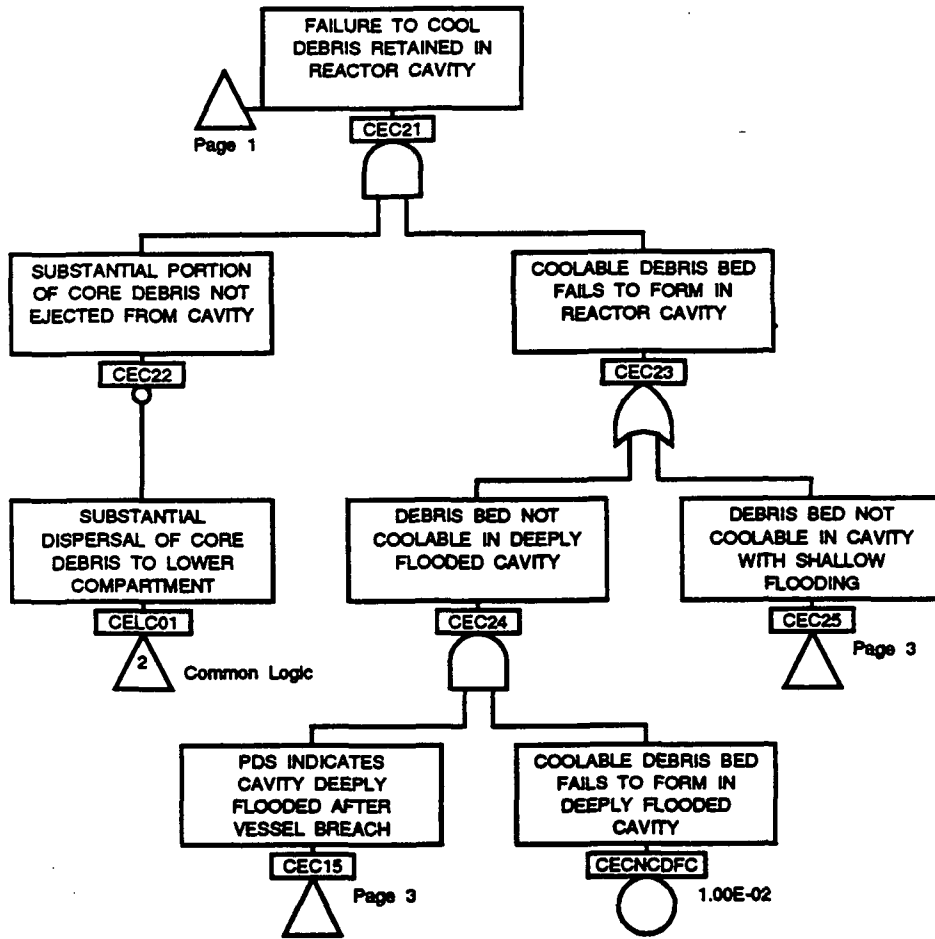 FAILURE TO COOL
DEBRIS RETAINED IN
REACTOR CAVITY
Page 1
CEC21
SUBSTANTIAL PORTION
OF CORE DEBRIS NOT
EJECTED FROM CAVITY
CEC22
COOLABLE DEBRIS BED
FAILS TO FORM IN
REACTOR CAVITY
CEC23
SUBSTANTIAL
DISPERSAL OF CORE
DEBRIS TO LOWER
COMPARTMENT
CELC01
2
Common Logic
DEBRIS BED NOT
COOLABLE IN DEEPLY
FLOODED CAVITY
CEC24
DEBRIS BED NOT
COOLABLE IN CAVITY
WITH SHALLOW
FLOODING
CEC25
Page 3
PDS INDICATES
CAVITY DEEPLY
FLOODED AFTER
VESSEL BREACH
CEC15
Page 3
COOLABLE DEBRIS BED
FAILS TO FORM IN
DEEPLY FLOODED
CAVITY
CECNCDFC
1.00E-02